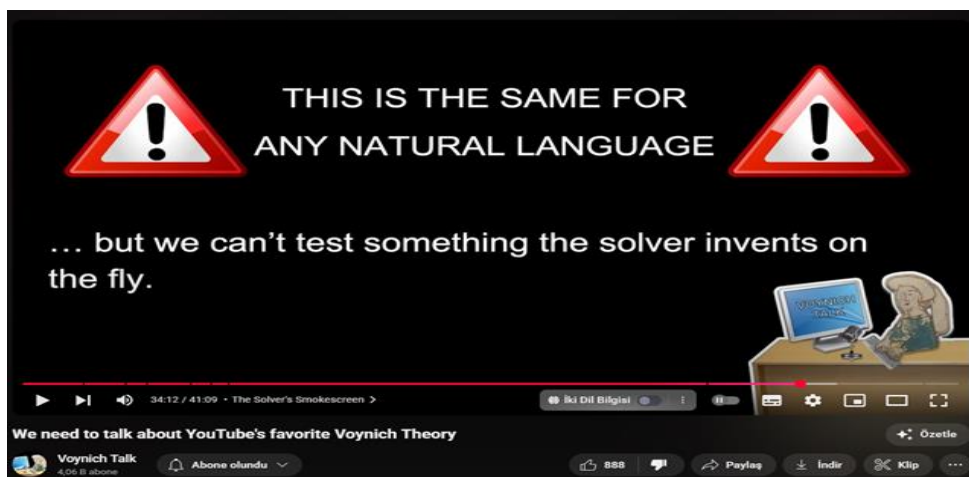 THIS IS THE SAME FOR
ANY NATURAL LANGUAGE
... but we can't test something the solver invents on
the fly.
VOYNICH
TALK
34:12 / 41:09 • The Solver's Smokescreen >
İki Dil Bilgisi
We need to talk about YouTube's favorite Voynich Theory
Özetle
Voynich Talk
4,06 B abone
Abone olundu
888
Paylaş
İndir
Klip